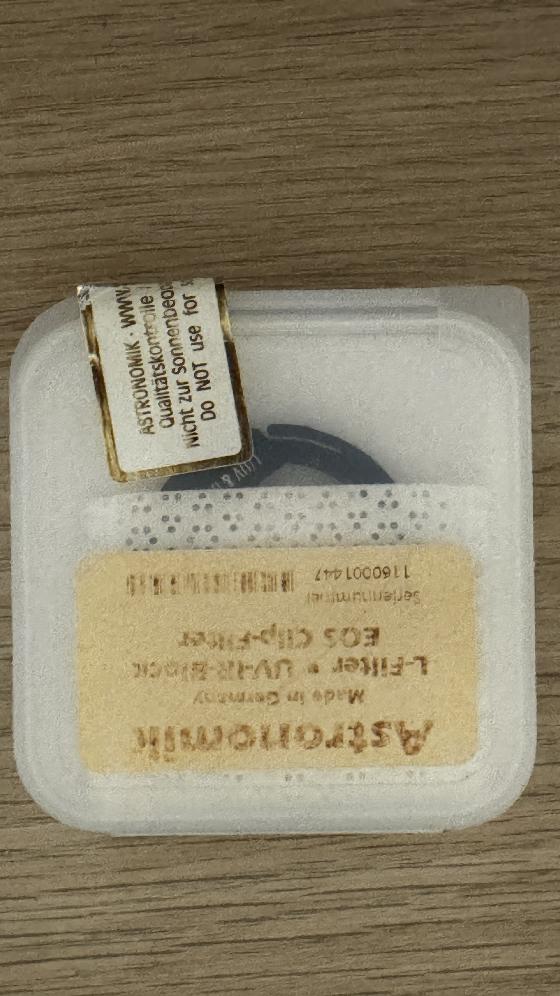 ASTRONOMIK · WWW.
Qualitätskontrolle
Nicht zur Sonnenbeob
Do NOT use for s
Astronomik
Made in Germany
L-Filter • UV-IR-Block
EOS Clip-Filter
Seriennummer
1160001447